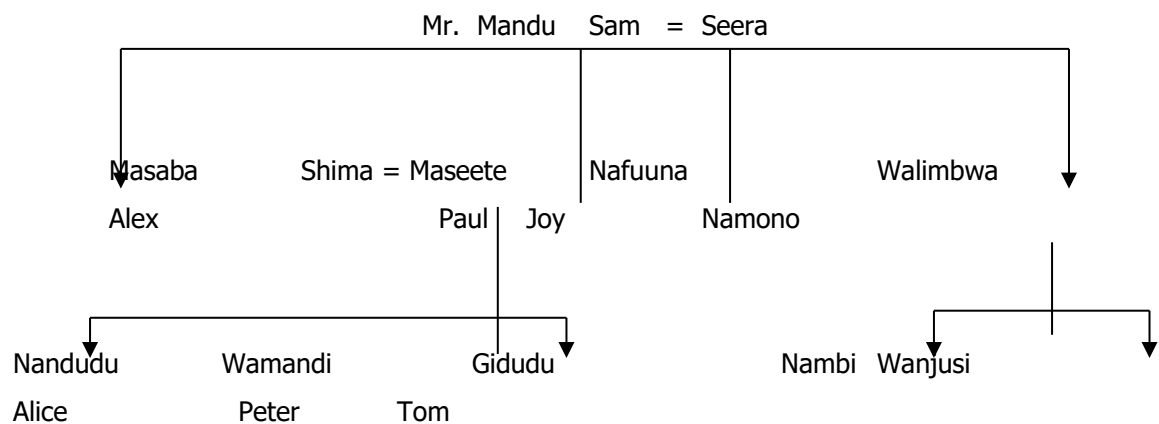 Mr. Mandu Sam = Seera
Masaba Shima = Maseete Nafuuna Walimbwa
Alex Paul Joy Namono
Nandudu Wamandi Gidudu Nambi Wanjusi
Alice Peter Tom